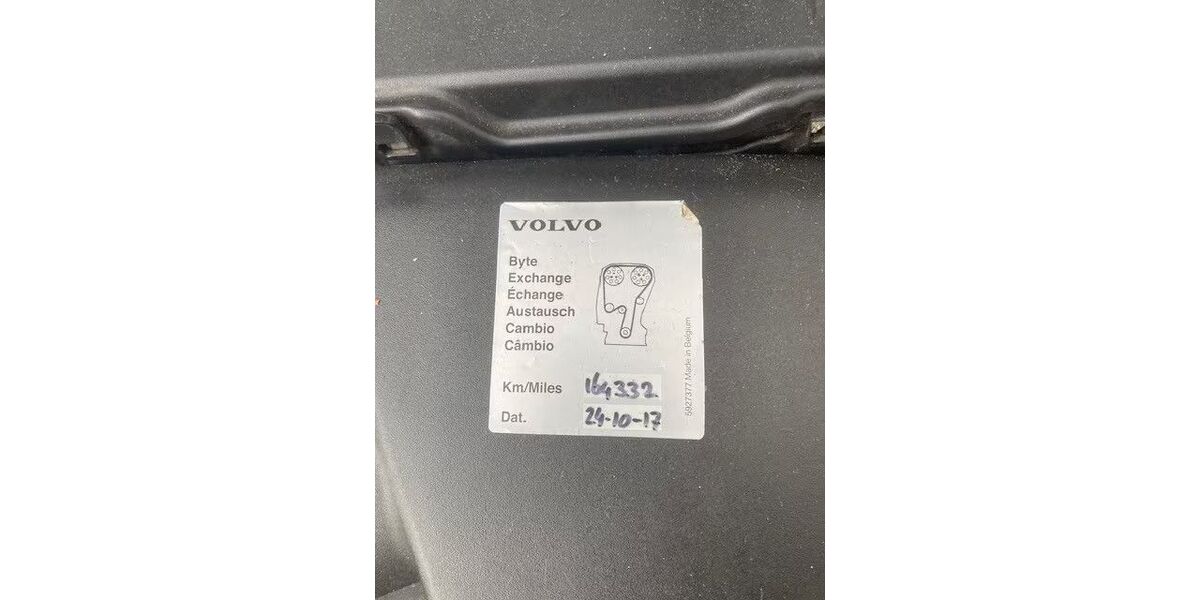 VOLVO
Byte
Exchange
Échange
Austausch
Cambio
Câmbio
Km/Miles 164332
Dat. 24-10-17
5927377 Made in Belgium